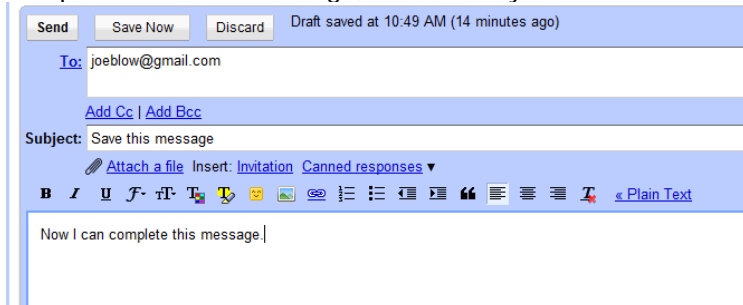 Send Save Now Discard Draft saved at 10:49 AM (14 minutes ago)
To: joeblow@gmail.com
Add Cc | Add Bcc
Subject: Save this message
Attach a file Insert: Invitation Canned responses ▼
B I U F T T T « Plain Text
Now I can complete this message.